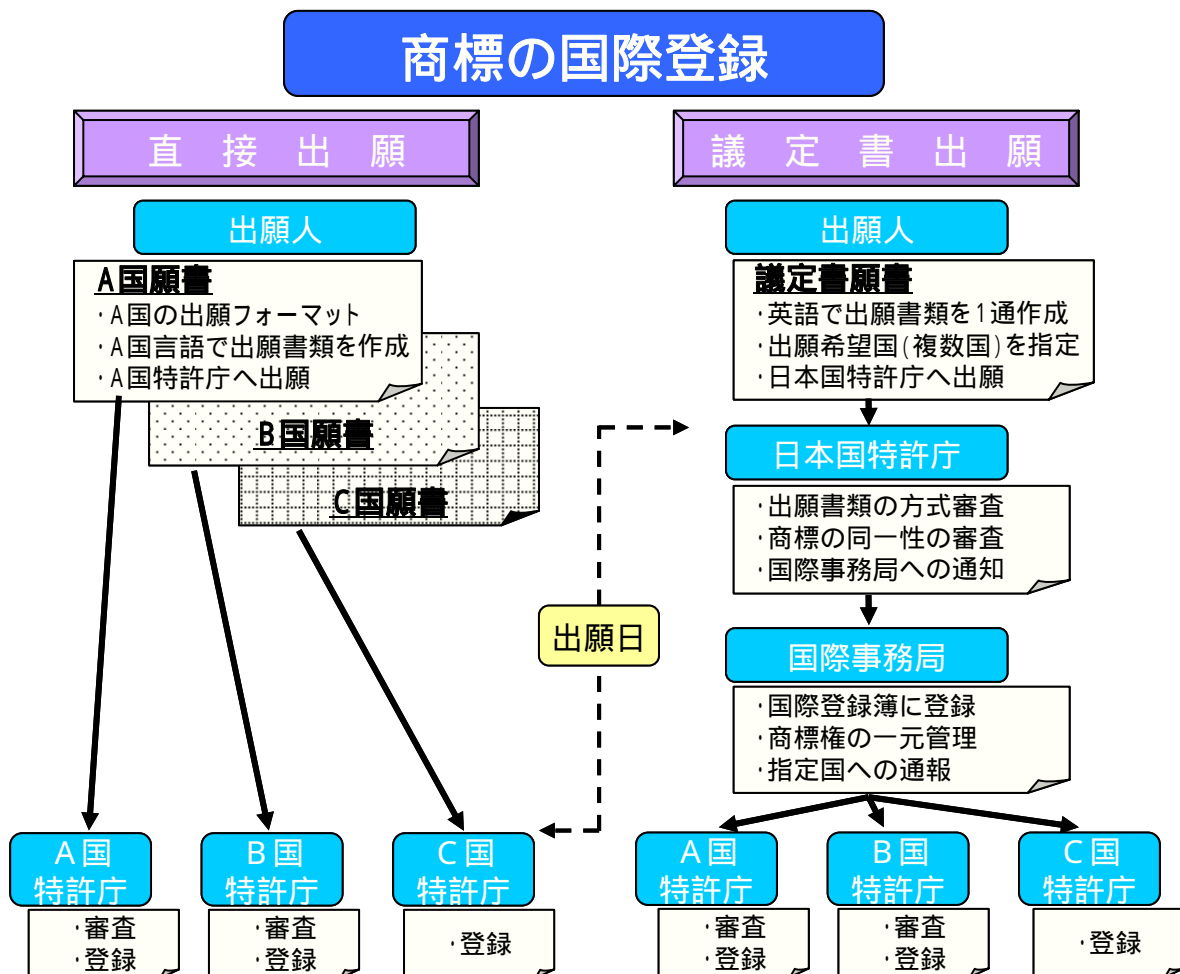 商標の国際登録
直接出願
出願人
A国願書
・A国の出願フォーマット
・A国言語で出願書類を作成
・A国特許庁へ出願
B国願書
C国願書
出願日
A国
特許庁
・審査
・登録
B国
特許庁
・審査
・登録
C国
特許庁
・登録
議定書出願
出願人
議定書願書
・英語で出願書類を1通作成
・出願希望国(複数国)を指定
・日本国特許庁へ出願
日本国特許庁
・出願書類の方式審査
・商標の同一性の審査
・国際事務局への通知
国際事務局
・国際登録簿に登録
・商標権の一元管理
・指定国への通報
A国
特許庁
・審査
・登録
B国
特許庁
・審査
・登録
C国
特許庁
・登録